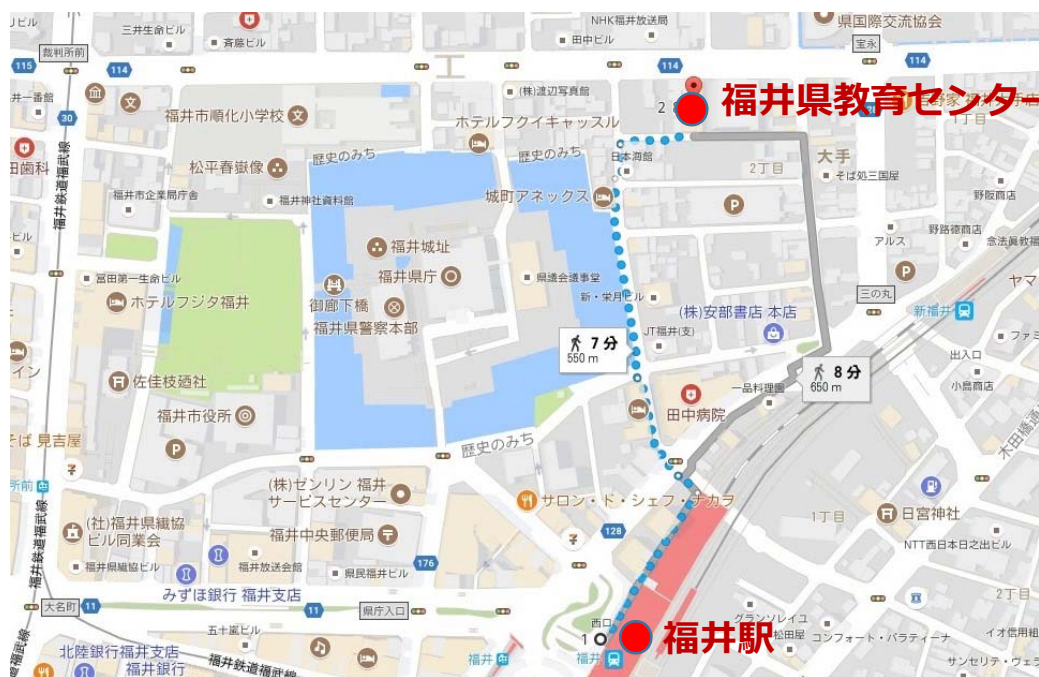 三井生命ビル
斉藤ビル
NHK福井放送局
田中ビル
県国際交流協会
裁判所前
宝永
115
114
114
114
114
(株)渡辺写真館
福井県教育センター
30
福井市順化小学校
ホテルフクイキャッスル
歴史のみち
歴史のみち
日本海館
大手
2丁目
1丁目
そば処三国屋
松平春嶽像
福井市企業局庁舎
福井神社資料館
城町アネックス
野阪商店
野路徳商店
アルス
福井鉄道福武線
福井城址
福井県庁
県議会議事堂
冨田第一生命ビル
ホテルフジタ福井
御廊下橋
福井県警察本部
新・栄月ビル
三の丸
新福井
(株)安部書店 本店
JT福井(支)
7 分
550 m
8 分
650 m
出入口
小島商店
佐佳枝廼社
一品料理園
田中病院
福井市役所
歴史のみち
木田橋通り
そば 見吉屋
(株)ゼンリン 福井
サービスセンター
サロン・ド・シェフ・ナカヲ
1丁目
日宮神社
(社)福井県繊協
ビル同業会
福井中央郵便局
128
NTT西日本日之出ビル
福井県繊協ビル
福井放送会館
県民福井ビル
176
福井鉄道福武線
みずほ銀行 福井支店
大名町
11
11
県庁入口
グランソレイユ
2丁目
五十嵐ビル
西口
1
福井駅
松田屋
コンフォート・バラティーナ
イオ信用組
北陸銀行福井支店
福井銀行
福井鉄道福武線
福井
福井
サンセリテ・ヴェラ